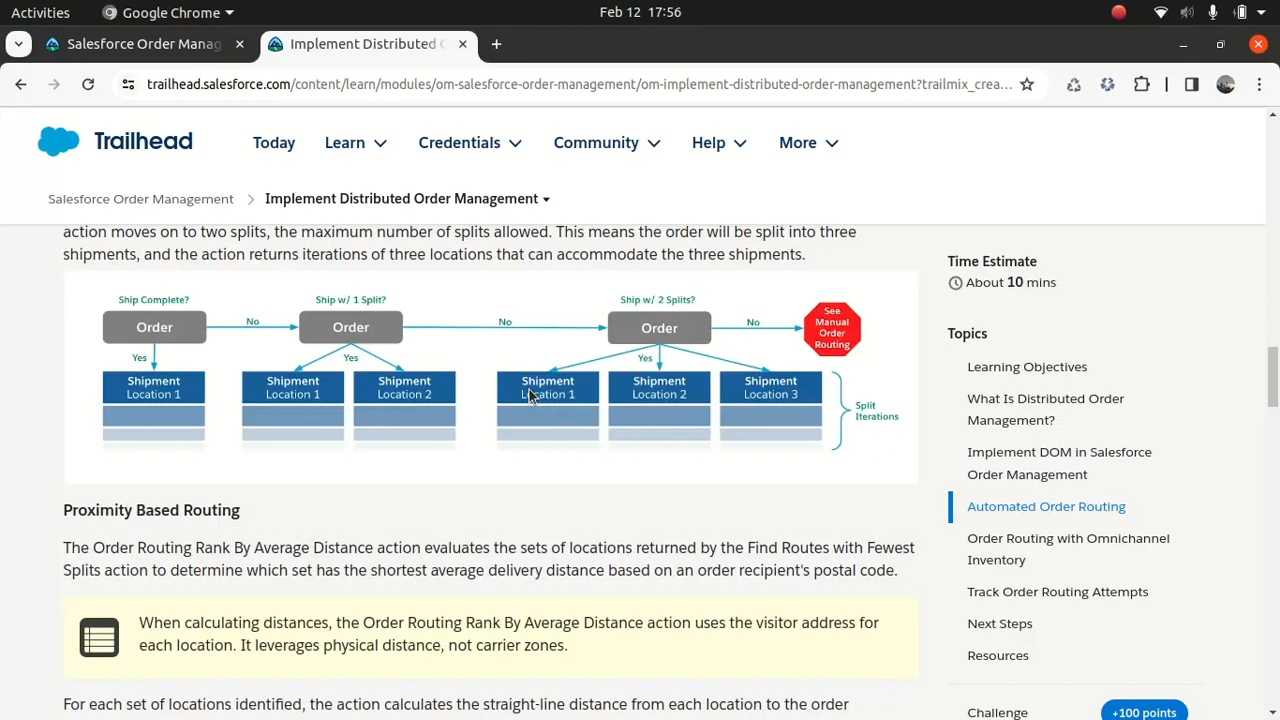 Activities
Google Chrome
Feb 12 17:56
Salesforce Order Manag
Implement Distributed
trailhead.salesforce.com/content/learn/modules/om-salesforce-order-management/om-implement-distributed-order-management?trailmix_crea...
Trailhead
Today
Learn
Credentials
Community
Help
More
Salesforce Order Management
Implement Distributed Order Management
action moves on to two splits, the maximum number of splits allowed. This means the order will be split into three
shipments, and the action returns iterations of three locations that can accommodate the three shipments.
Ship Complete?
Ship w/ 1 Split?
Ship w/ 2 Splits?
Order
No
Order
No
Order
No
See
Manual
Order
Routing
Yes
Yes
Yes
Shipment
Location 1
Shipment
Location 1
Shipment
Location 2
Shipment
Location 1
Shipment
Location 2
Shipment
Location 3
Split
Iterations
Proximity Based Routing
The Order Routing Rank By Average Distance action evaluates the sets of locations returned by the Find Routes with Fewest
Splits action to determine which set has the shortest average delivery distance based on an order recipient's postal code.
When calculating distances, the Order Routing Rank By Average Distance action uses the visitor address for
each location. It leverages physical distance, not carrier zones.
For each set of locations identified, the action calculates the straight-line distance from each location to the order
Time Estimate
About 10 mins
Topics
Learning Objectives
What Is Distributed Order
Management?
Implement DOM in Salesforce
Order Management
Automated Order Routing
Order Routing with Omnichannel
Inventory
Track Order Routing Attempts
Next Steps
Resources
Challenge
+100 points